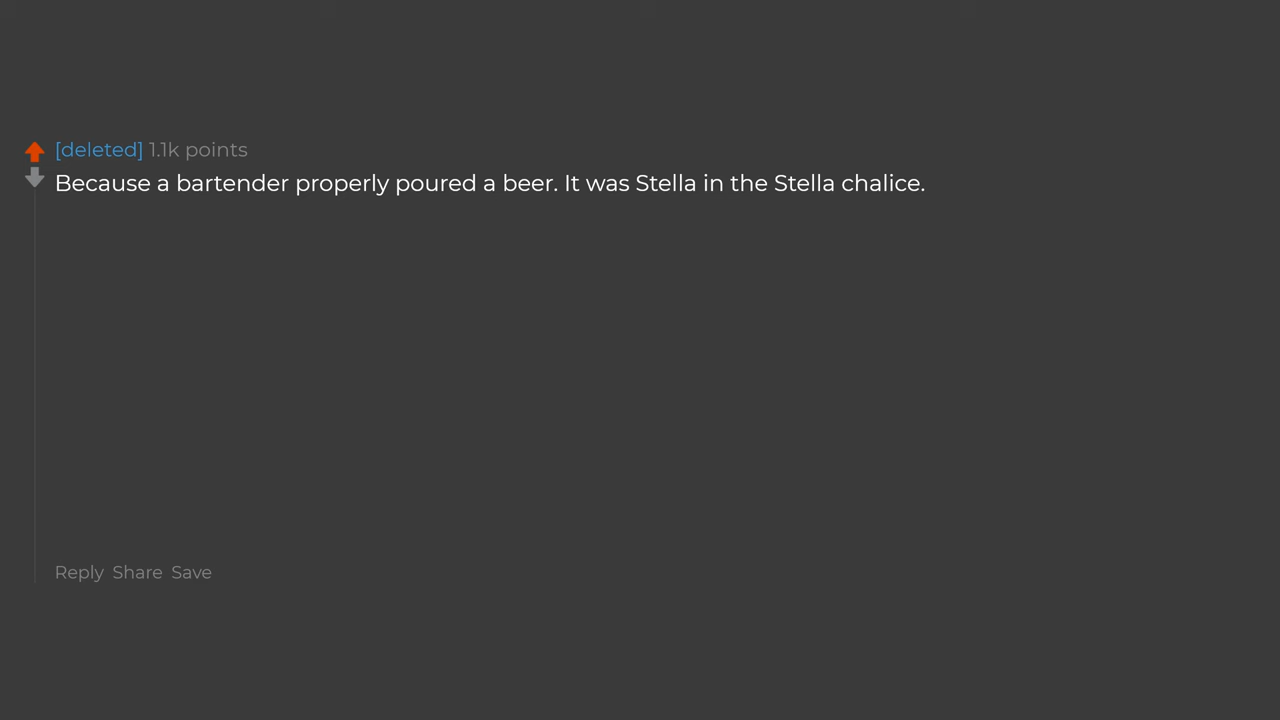 [deleted] 1.1k points
Because a bartender properly poured a beer. It was Stella in the Stella chalice.
Reply Share Save